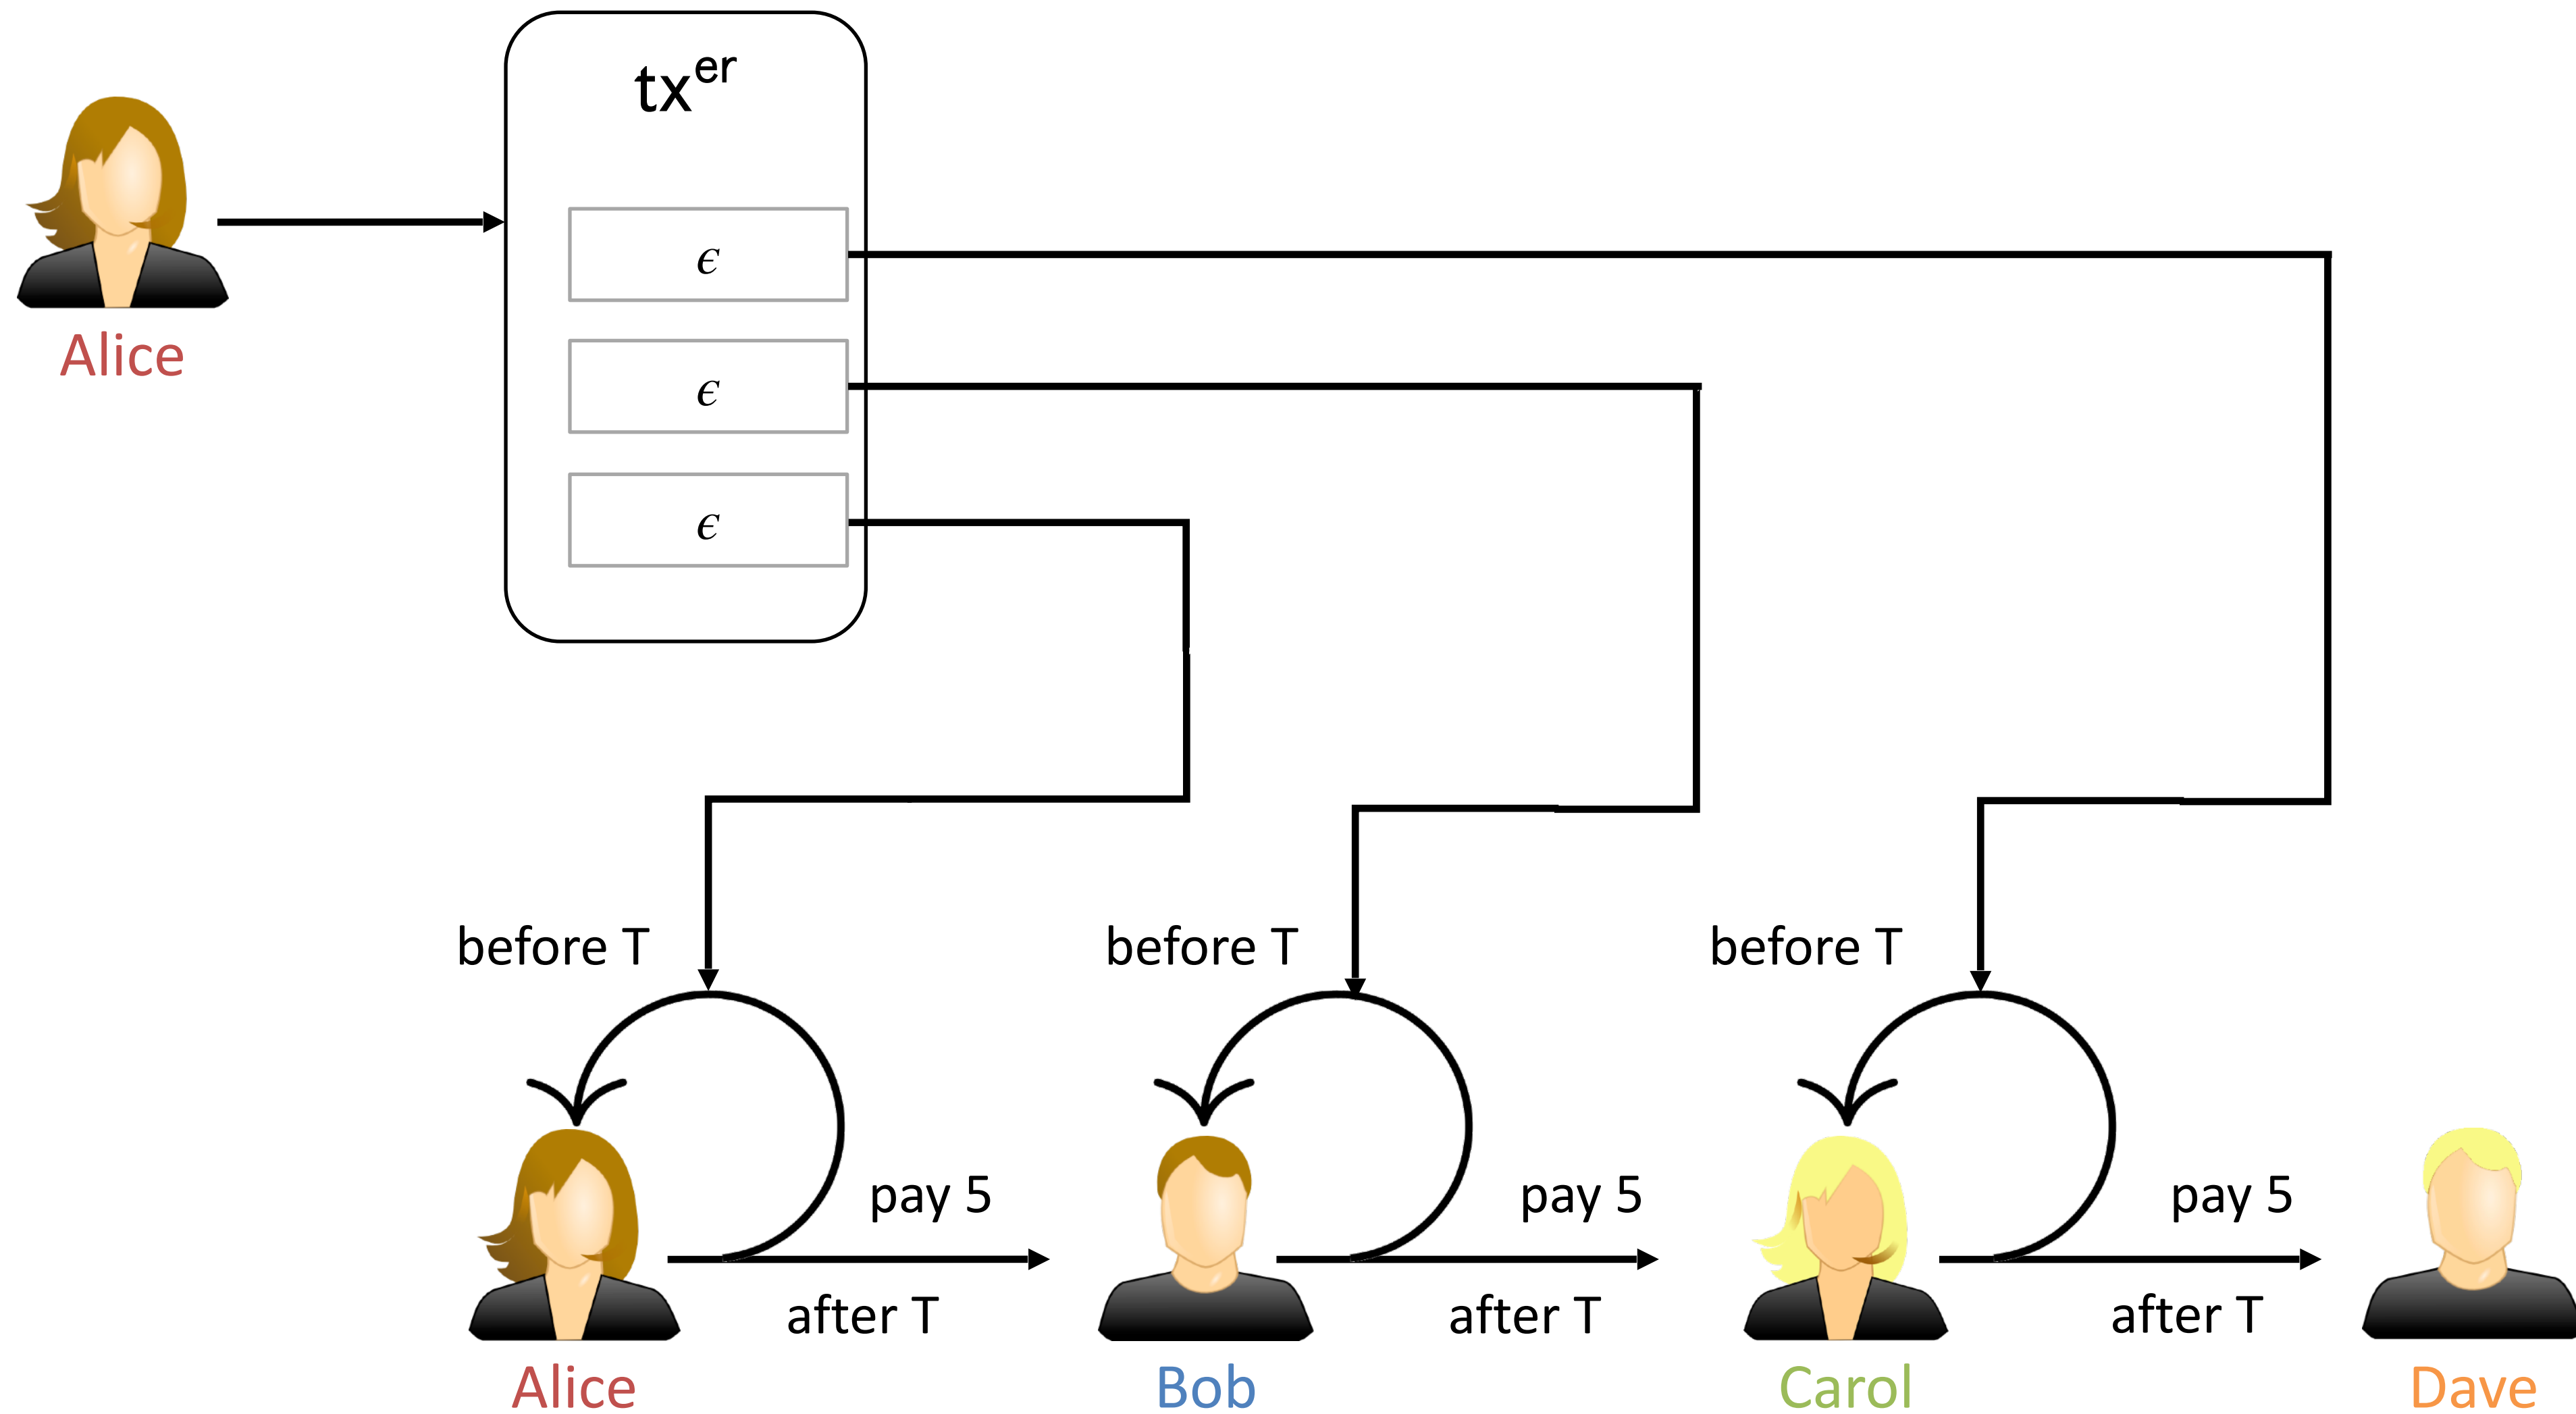 tx^er
ϵ
Alice
ϵ
ϵ
before T
before T
before T
pay 5
pay 5
pay 5
after T
after T
after T
Alice
Bob
Carol
Dave